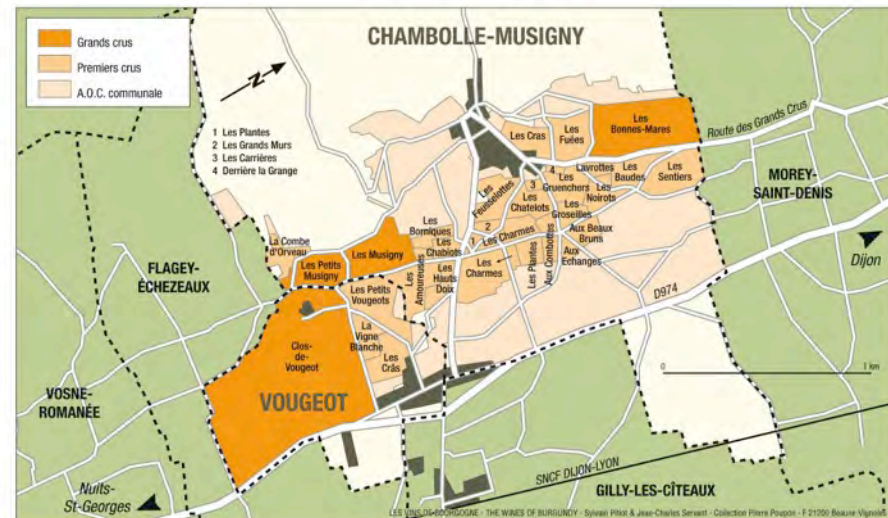 Grands crus
Premiers crus
A.O.C. communale
CHAMBOLLE-MUSIGNY
N
1 Les Plantes
2 Les Grands Murs
3 Les Carrières
4 Derrière la Grange
Les Cras
Les
Fuées
Les
Bonnes-Mares
Route des Grands Crus
MOREY-
SAINT-DENIS
Dijon
Lavrottes
Les
Baudes
Les
Sentiers
4
Les
Gruenchers
Les
Noirots
3
Les
Feusselottes
Les
Chatelots
Les
Groseilles
2
1
Les Charmes
Aux Beaux
Bruns
Les
Borniques
Les
Chabiots
Les
Charmes
Les Plantes
Aux Combottes
Aux
Echanges
La Combe
d'Orveau
Les Musigny
Les Petits
Musigny
Les
Amoureuses
Les
Hauts
Doix
D974
FLAGEY-
ÉCHEZEAUX
Les Petits
Vougeots
La
Vigne
Blanche
Les
Crâs
Clos-
de-
Vougeot
VOUGEOT
0
1 km
VOSNE-
ROMANÉE
Nuits-
St-Georges
SNCF DIJON-LYON
GILLY-LES-CÎTEAUX
LES VINS DE BOURGOGNE - THE WINES OF BURGUNDY - Sylvain Pitiot & Jean-Charles Servant - Collection Pierre Poupon - F 21200 Beaune-Vignoles